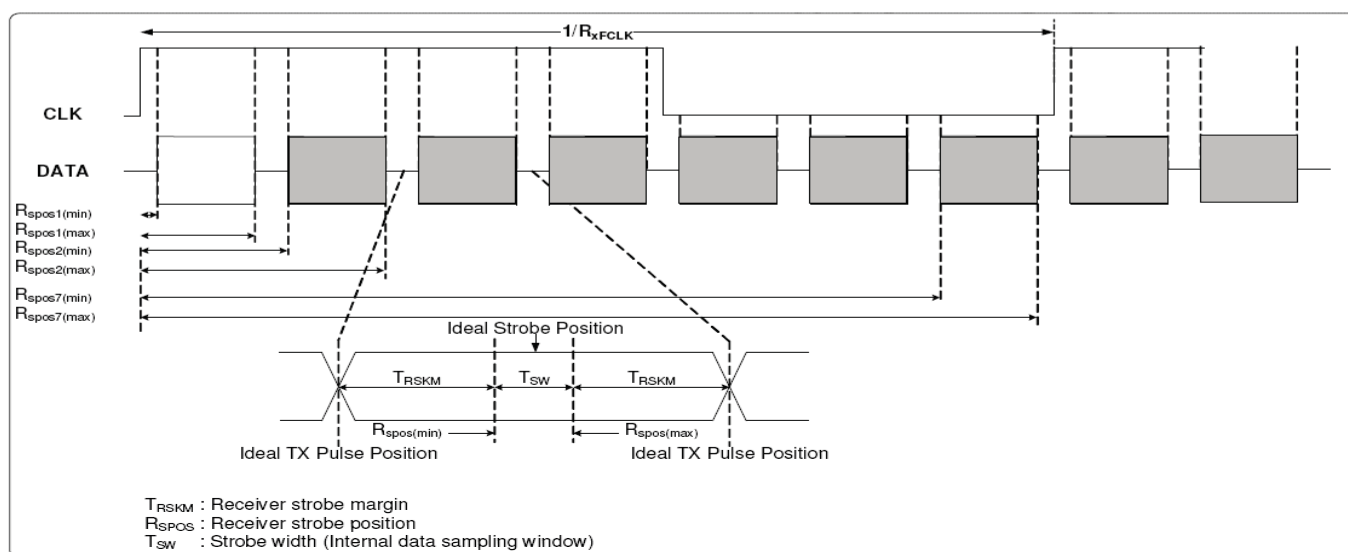 1/RxFCLK
CLK
DATA
Rspos1(min)
Rspos1(max)
Rspos2(min)
Rspos2(max)
Rspos7(min)
Rspos7(max)
Ideal Strobe Position
TRSKM TSW TRSKM
Rspos(min) Rspos(max)
Ideal TX Pulse Position Ideal TX Pulse Position
TRSKM : Receiver strobe margin
RSPOS : Receiver strobe position
TSW : Strobe width (Internal data sampling window)